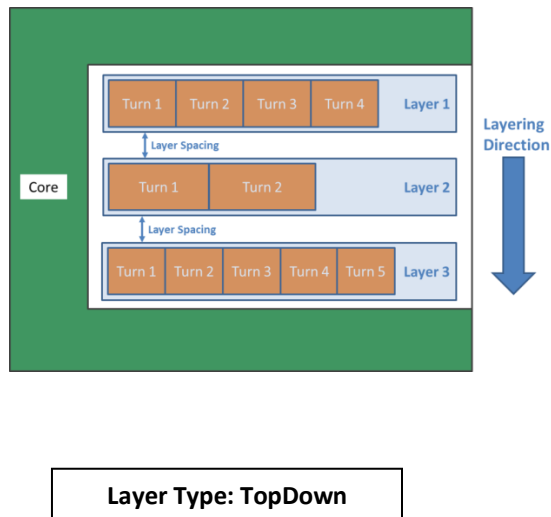 Turn 1 Turn 2 Turn 3 Turn 4 Layer 1
Layer Spacing
Layering
Direction
Core
Turn 1 Turn 2 Layer 2
Layer Spacing
Turn 1 Turn 2 Turn 3 Turn 4 Turn 5 Layer 3
Layer Type: TopDown